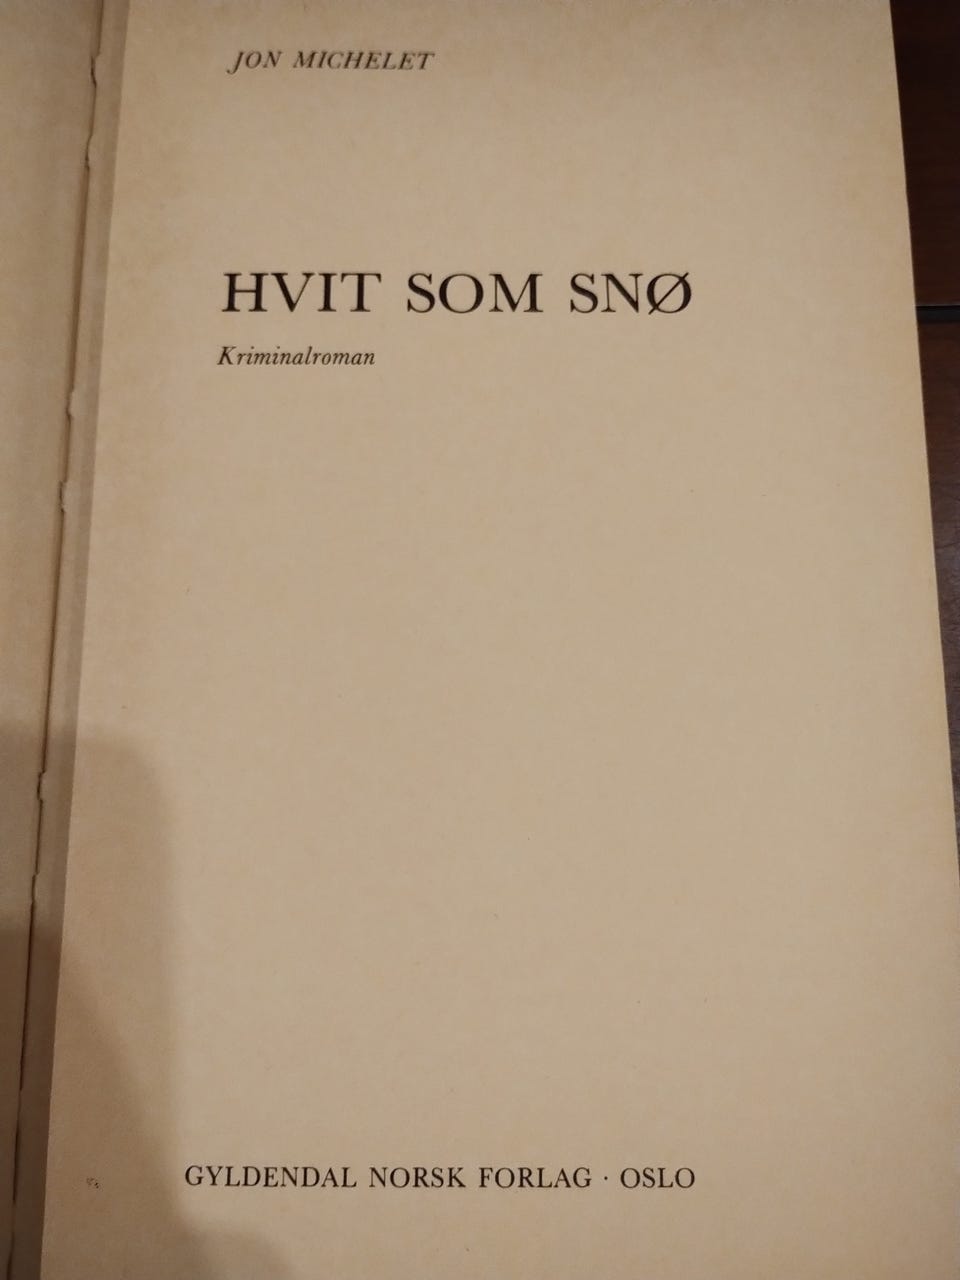 JON MICHELET
HVIT SOM SNØ
Kriminalroman
GYLDENDAL NORSK FORLAG · OSLO